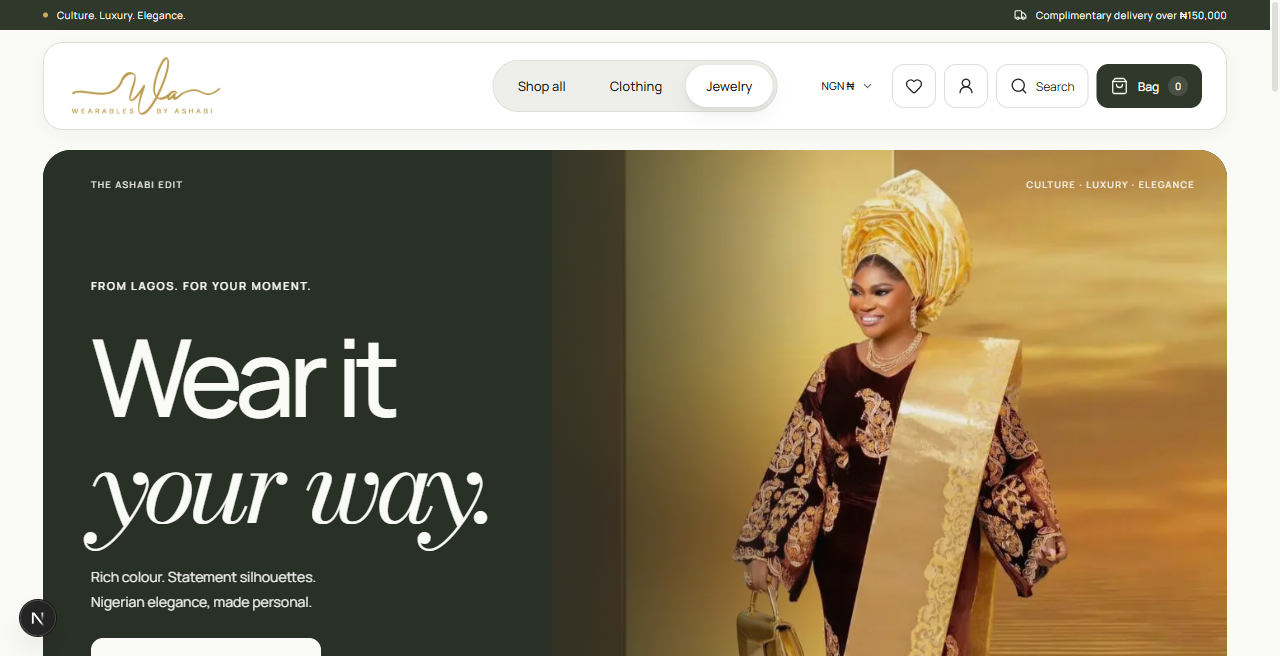 Culture. Luxury. Elegance.
Complimentary delivery over ₦150,000
Wa
WEARABLES BY ASHABI
Shop all
Clothing
Jewelry
NGN ₦
Search
Bag 0
THE ASHABI EDIT
CULTURE · LUXURY · ELEGANCE
FROM LAGOS. FOR YOUR MOMENT.
Wear it
your way.
Rich colour. Statement silhouettes.
Nigerian elegance, made personal.
N